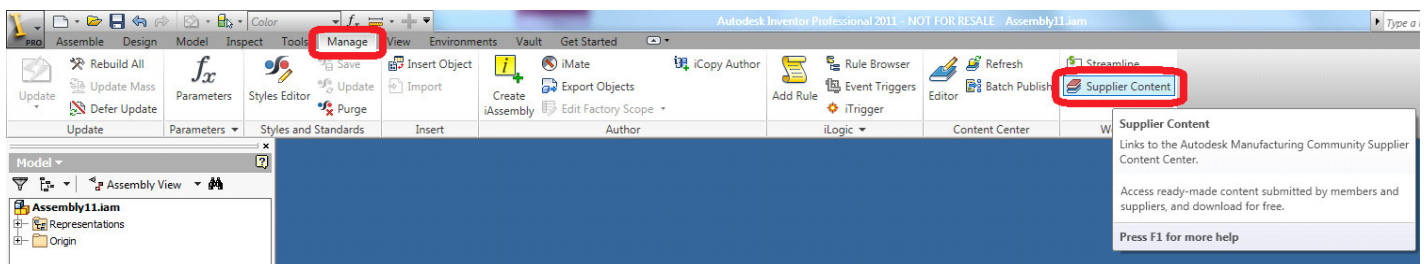 Color
Autodesk Inventor Professional 2011 - NOT FOR RESALE Assembly11.iam
Type a
PRO Assemble Design Model Inspect Tools Manage View Environments Vault Get Started
Rebuild All Save Insert Object iMate iCopy Author Rule Browser Refresh Streamline
Update Update Mass Parameters Styles Editor Update Import Create iAssembly Export Objects Add Rule Event Triggers Editor Batch Publish Supplier Content
Defer Update Purge Edit Factory Scope iTrigger
Update Parameters Styles and Standards Insert Author iLogic Content Center W
Supplier Content
Links to the Autodesk Manufacturing Community Supplier
Content Center.
Access ready-made content submitted by members and
suppliers, and download for free.
Press F1 for more help
Model
Assembly View
Assembly11.iam
Representations
Origin